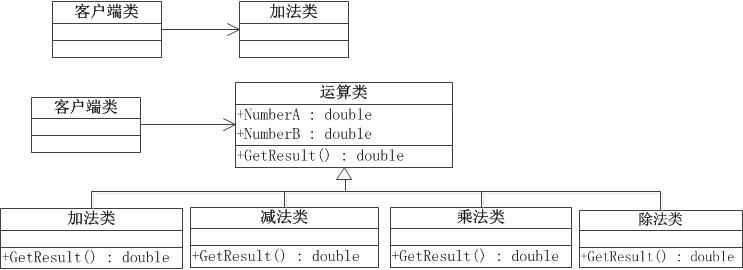 客户端类
加法类
客户端类
运算类
+NumberA : double
+NumberB : double
+GetResult() : double
加法类
减法类
乘法类
除法类
+GetResult() : double
+GetResult() : double
+GetResult() : double
+GetResult() : double